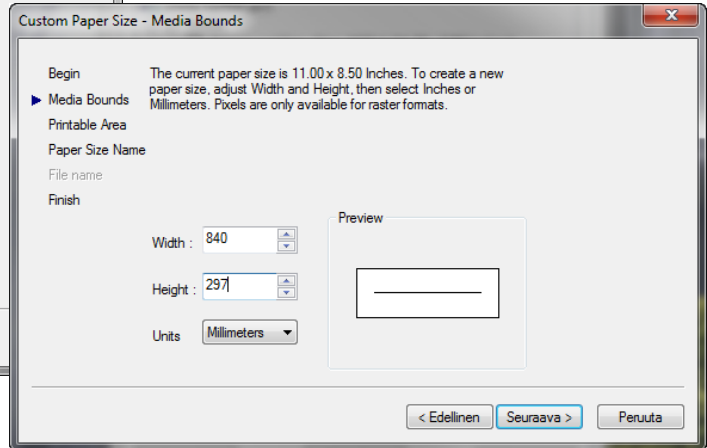 Custom Paper Size - Media Bounds
Begin
Media Bounds
Printable Area
Paper Size Name
File name
Finish
The current paper size is 11.00 x 8.50 Inches. To create a new
paper size, adjust Width and Height, then select Inches or
Millimeters. Pixels are only available for raster formats.
Width : 840
Height : 297
Units Millimeters
Preview
< Edellinen Seuraava > Peruuta